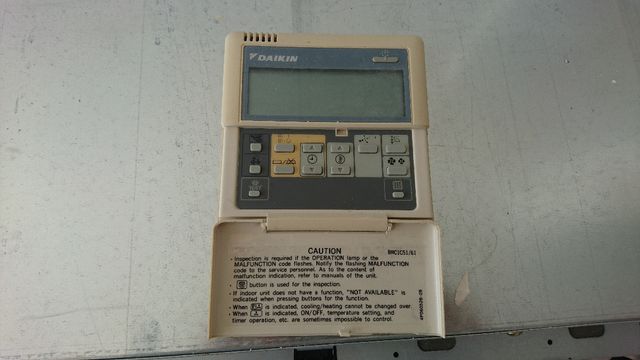 DAIKIN
TEST
CAUTION
BRC1C51/61
• Inspection is required if the OPERATION lamp or the
MALFUNCTION code flashes. Notify the flashing MALFUNCTION
code to the service personnel. As to the content of
malfunction indication, refer to manuals of the unit.
• button is used for the inspection.
• If indoor unit does not have a function, "NOT AVAILABLE" is
indicated when pressing buttons for the function.
• When is indicated, cooling/heating cannot be changed over.
• When is indicated, ON/OFF, temperature setting, and
timer operation, etc. are sometimes impossible to control.